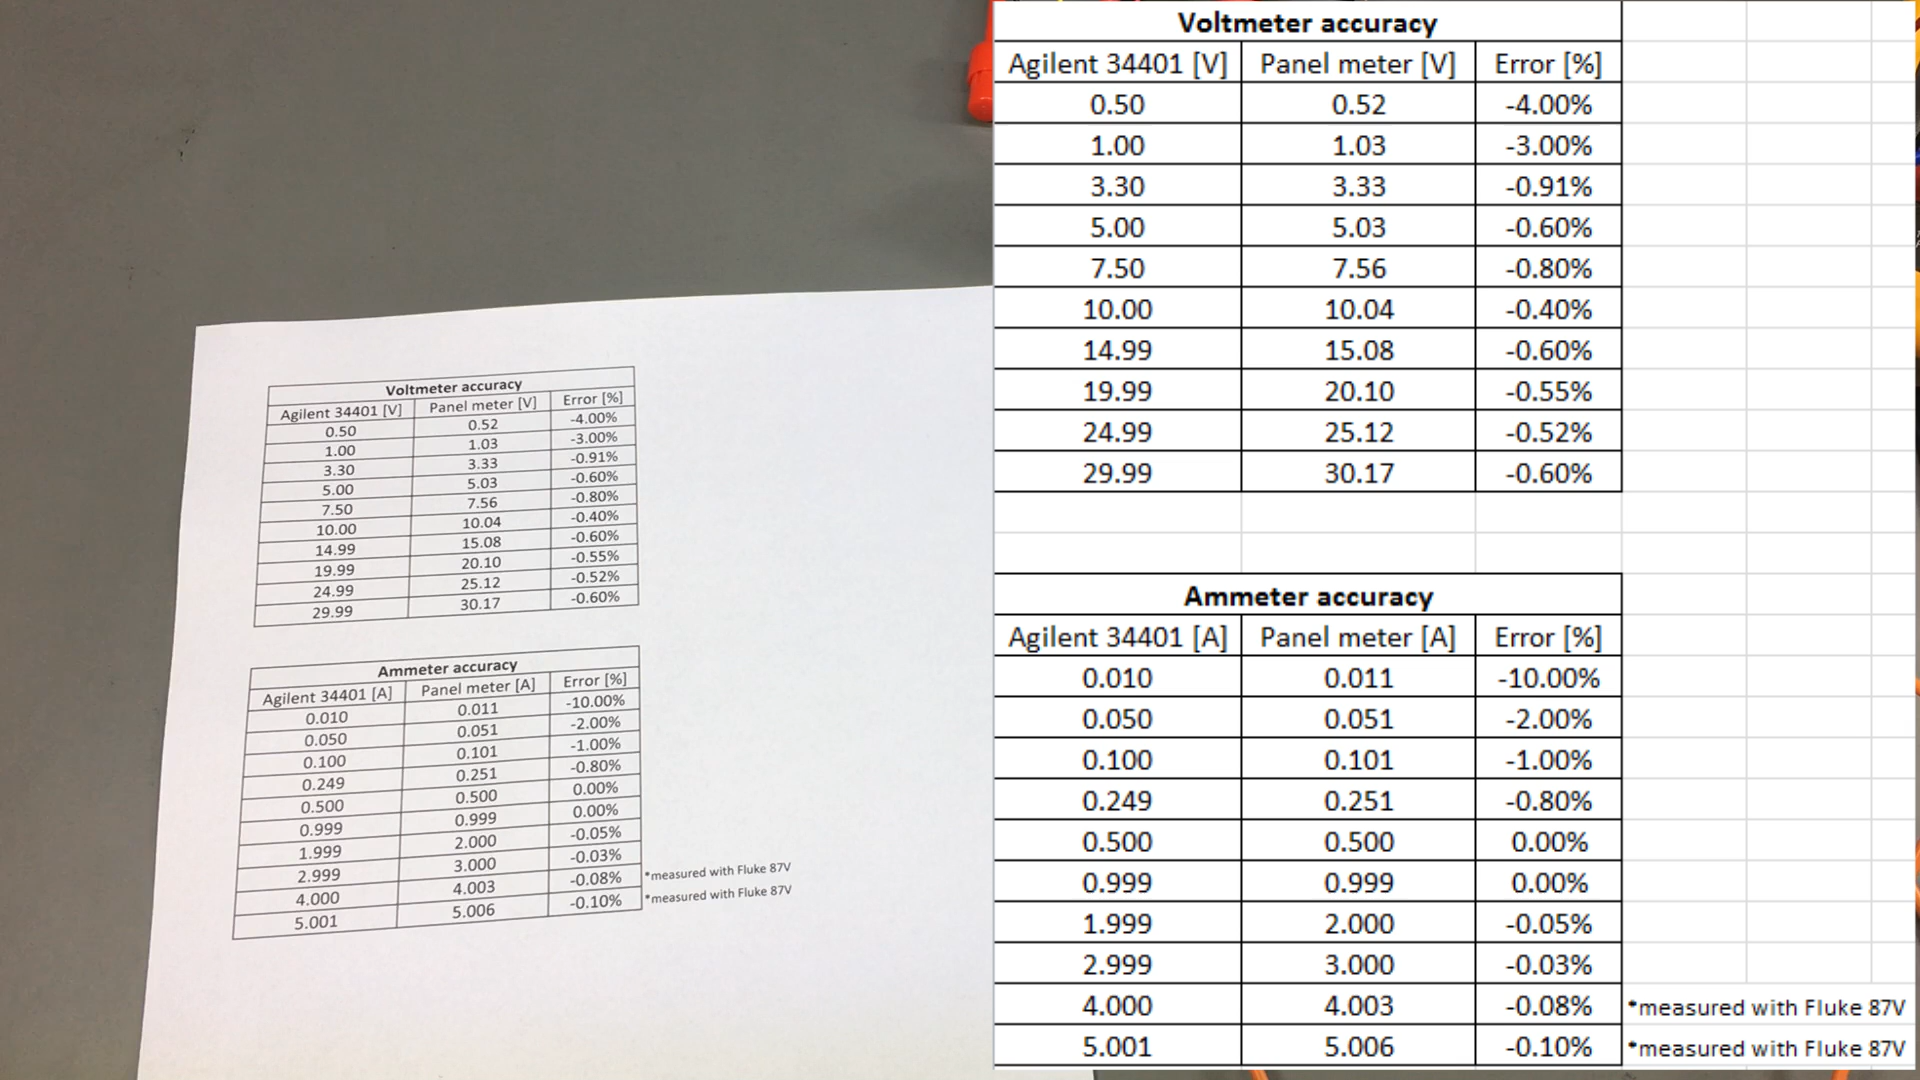 Voltmeter accuracy
Agilent 34401 [V] Panel meter [V] Error [%]
0.50 0.52 -4.00%
1.00 1.03 -3.00%
3.30 3.33 -0.91%
5.00 5.03 -0.60%
7.50 7.56 -0.80%
10.00 10.04 -0.40%
14.99 15.08 -0.60%
19.99 20.10 -0.55%
24.99 25.12 -0.52%
29.99 30.17 -0.60%
Ammeter accuracy
Agilent 34401 [A] Panel meter [A] Error [%]
0.010 0.011 -10.00%
0.050 0.051 -2.00%
0.100 0.101 -1.00%
0.249 0.251 -0.80%
0.500 0.500 0.00%
0.999 0.999 0.00%
1.999 2.000 -0.05%
2.999 3.000 -0.03%
4.000 4.003 -0.08% *measured with Fluke 87V
5.001 5.006 -0.10% *measured with Fluke 87V
Voltmeter accuracy
Agilent 34401 [V] Panel meter [V] Error [%]
0.50 0.52 -4.00%
1.00 1.03 -3.00%
3.30 3.33 -0.91%
5.00 5.03 -0.60%
7.50 7.56 -0.80%
10.00 10.04 -0.40%
14.99 15.08 -0.60%
19.99 20.10 -0.55%
24.99 25.12 -0.52%
29.99 30.17 -0.60%
Ammeter accuracy
Agilent 34401 [A] Panel meter [A] Error [%]
0.010 0.011 -10.00%
0.050 0.051 -2.00%
0.100 0.101 -1.00%
0.249 0.251 -0.80%
0.500 0.500 0.00%
0.999 0.999 0.00%
1.999 2.000 -0.05%
2.999 3.000 -0.03%
4.000 4.003 -0.08% *measured with Fluke 87V
5.001 5.006 -0.10% *measured with Fluke 87V